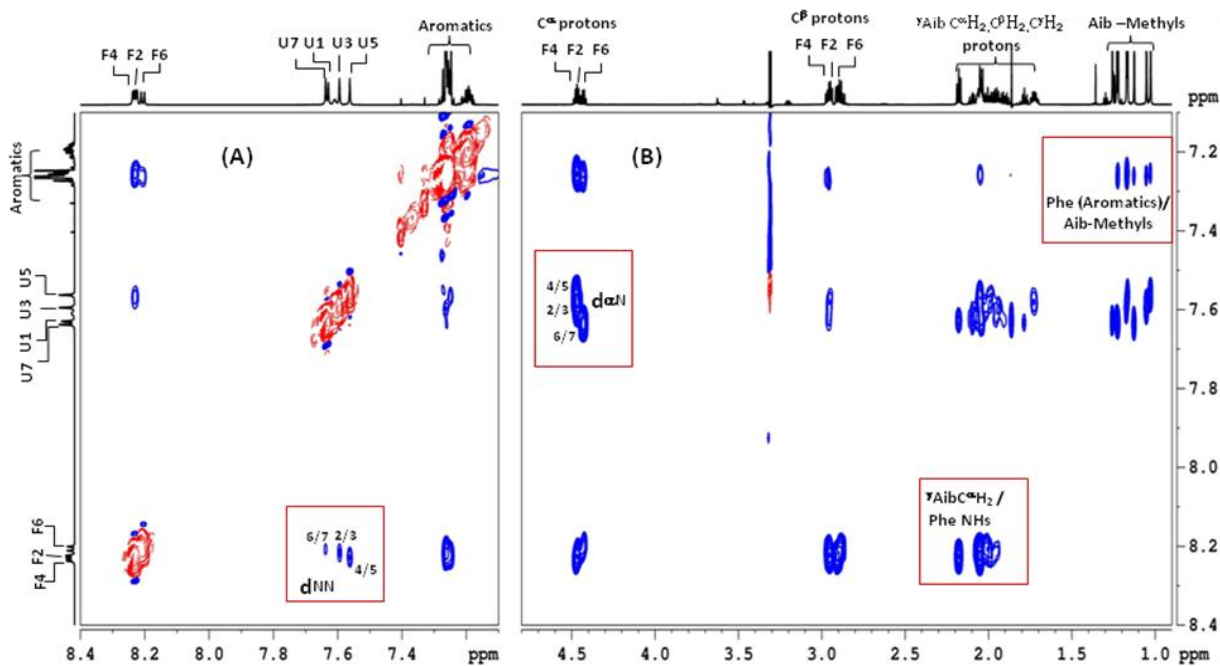 Aromatics
U7 U1 U3 U5
F4 F2 F6
Cα protons
F4 F2 F6
Cβ protons
F4 F2 F6
γAib CαH2,CβH2,CγH2
protons
Aib –Methyls
ppm
Aromatics
(A)
(B)
7.2
Phe (Aromatics)/
Aib-Methyls
7.4
U5
U3
U1
U7
4/5
2/3
6/7
dαN
7.6
7.8
8.0
γAibCαH2 /
Phe NHs
F6
F2
F4
6/7 2/3
4/5
dNN
8.2
8.4
8.4 8.2 8.0 7.8 7.6 7.4 ppm
4.5 4.0 3.5 3.0 2.5 2.0 1.5 1.0 ppm